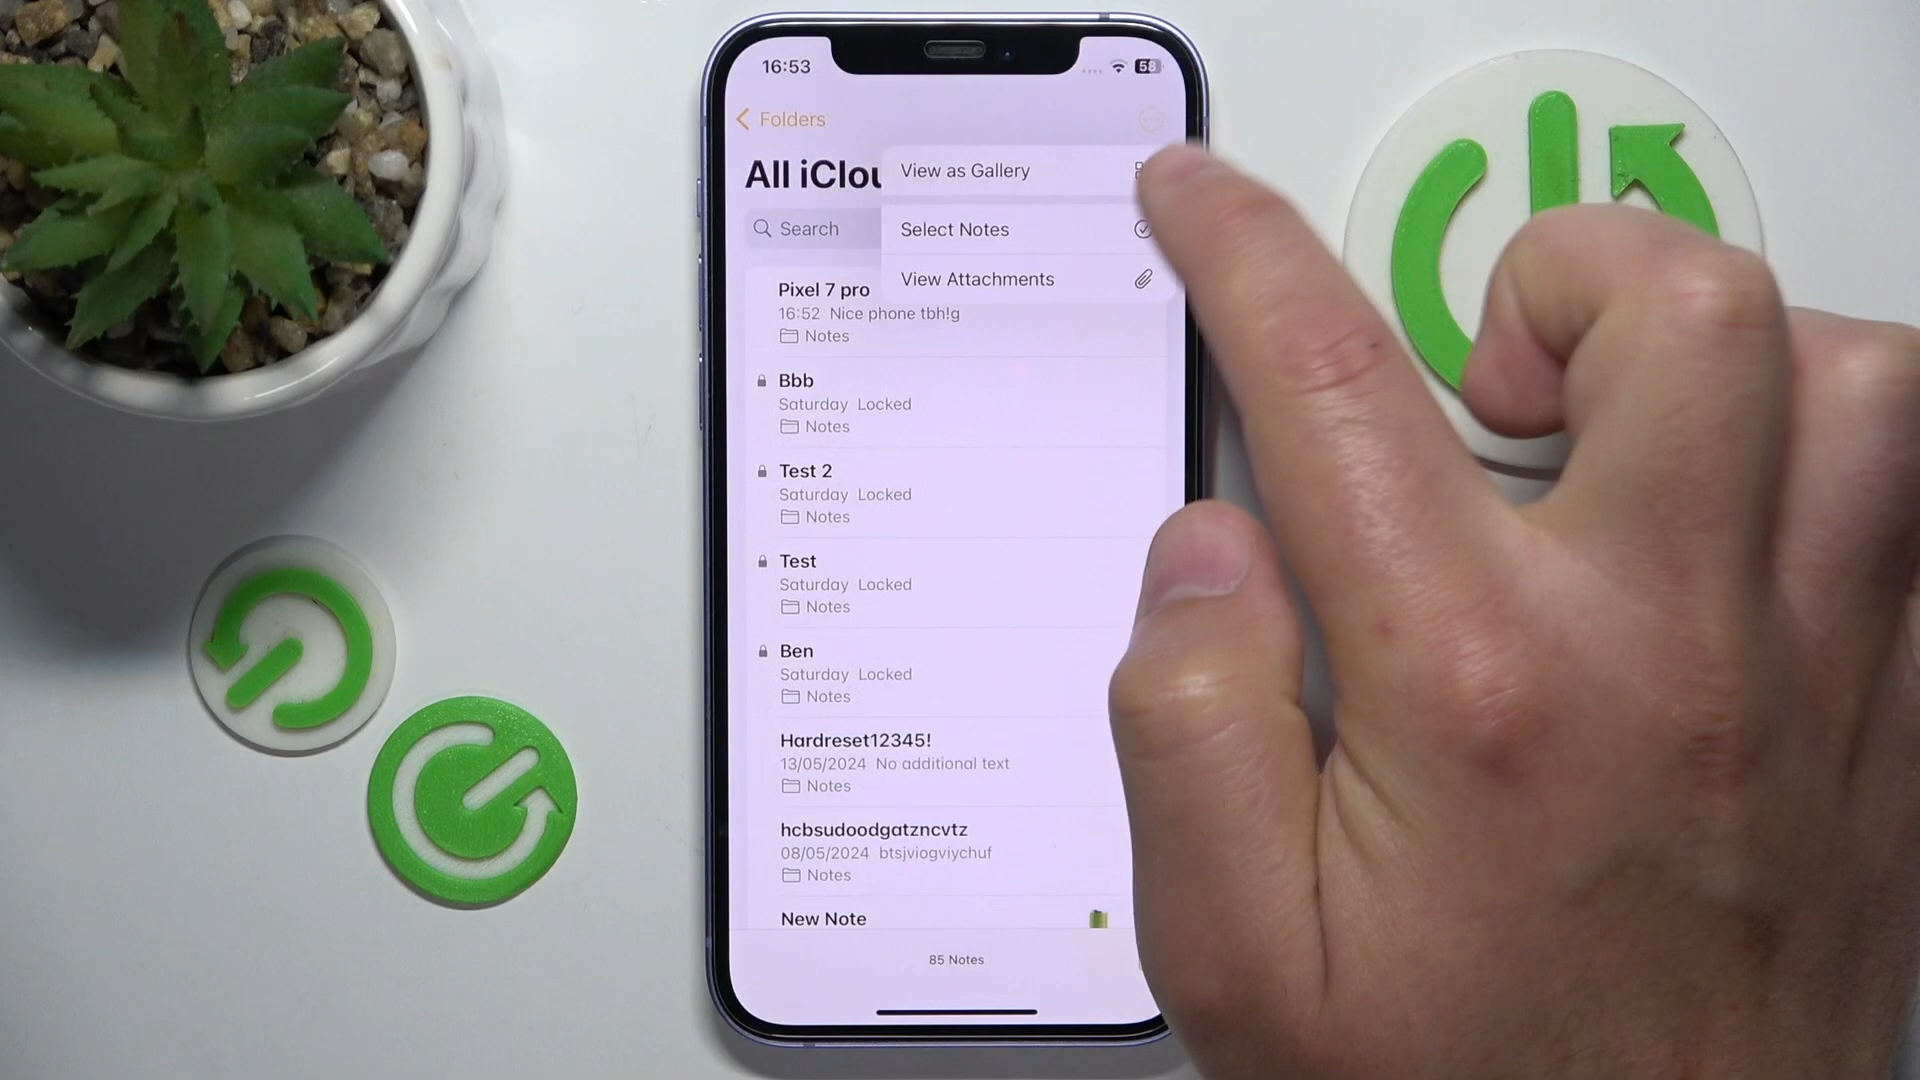 16:53
58
Folders
All iClou
View as Gallery
Search
Select Notes
View Attachments
Pixel 7 pro
16:52 Nice phone tbh!g
Notes
Bbb
Saturday Locked
Notes
Test 2
Saturday Locked
Notes
Test
Saturday Locked
Notes
Ben
Saturday Locked
Notes
Hardreset12345!
13/05/2024 No additional text
Notes
hcbsudoodgatzncvtz
08/05/2024 btsjviogviychuf
Notes
New Note
85 Notes